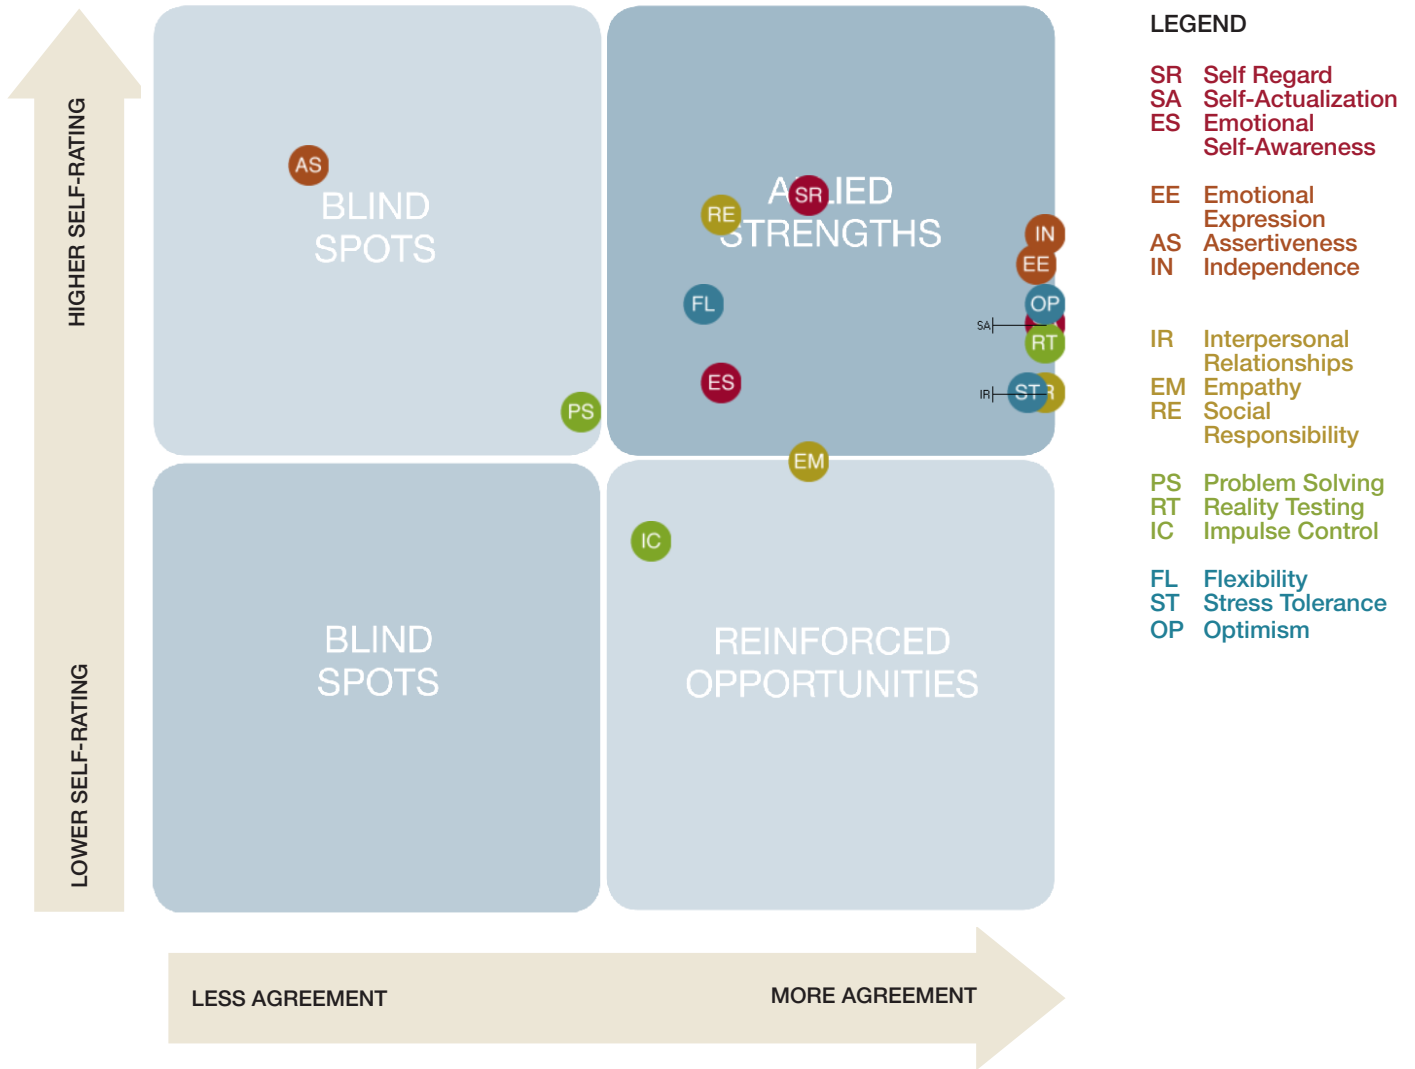 HIGHER SELF-RATING
LOWER SELF-RATING
BLIND
SPOTS
AS
PS
STRENGTHS
SR
RE
IN
EE
FL
OP
SA
RT
ES
IR
ST
EM
BLIND
SPOTS
IC
REINFORCED
OPPORTUNITIES
LESS AGREEMENT
MORE AGREEMENT
LEGEND
SR Self Regard
SA Self-Actualization
ES Emotional
Self-Awareness
EE Emotional
Expression
AS Assertiveness
IN Independence
IR Interpersonal
Relationships
EM Empathy
RE Social
Responsibility
PS Problem Solving
RT Reality Testing
IC Impulse Control
FL Flexibility
ST Stress Tolerance
OP Optimism